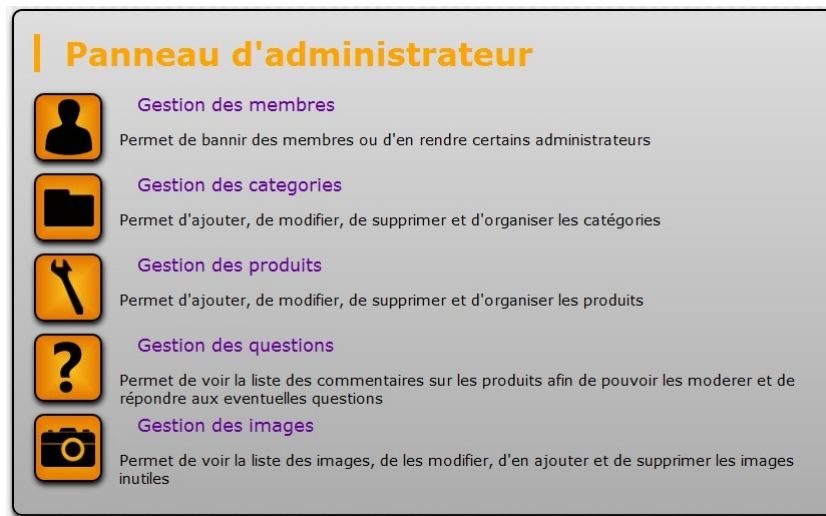 Panneau d'administrateur
Gestion des membres
Permet de bannir des membres ou d'en rendre certains administrateurs
Gestion des categories
Permet d'ajouter, de modifier, de supprimer et d'organiser les catégories
Gestion des produits
Permet d'ajouter, de modifier, de supprimer et d'organiser les produits
Gestion des questions
Permet de voir la liste des commentaires sur les produits afin de pouvoir les moderer et de
répondre aux eventuelles questions
Gestion des images
Permet de voir la liste des images, de les modifier, d'en ajouter et de supprimer les images
inutiles